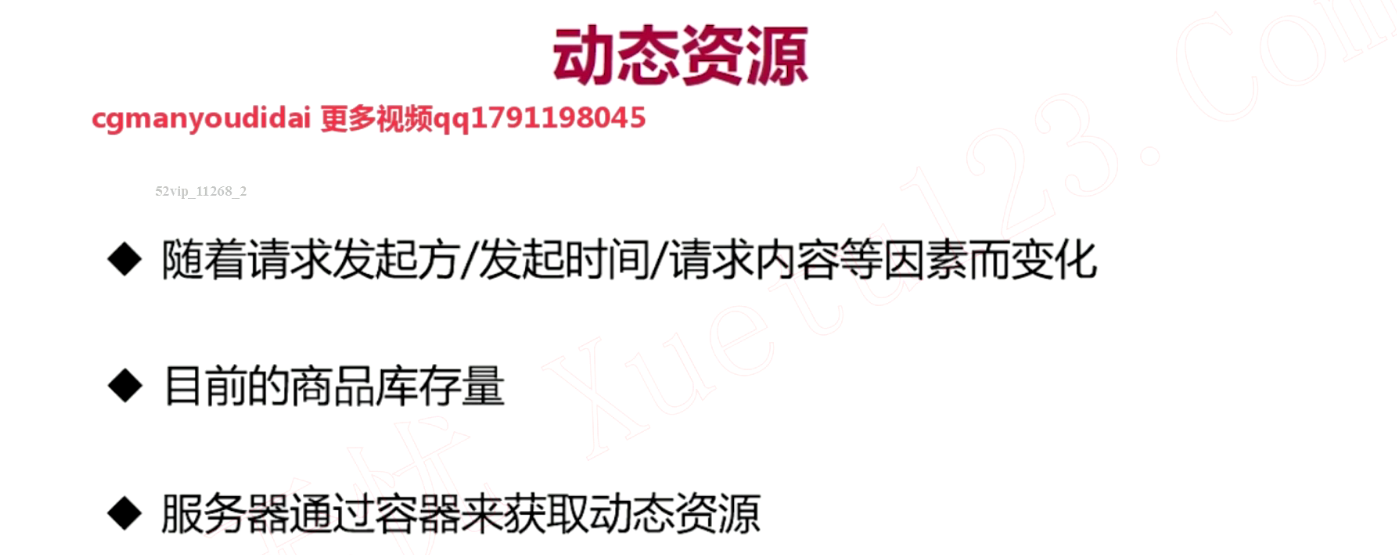 动态资源
cgmanyoudidai 更多视频qq1791198045
52vip_11268_2
◆ 随着请求发起方/发起时间/请求内容等因素而变化
◆ 目前的商品库存量
◆ 服务器通过容器来获取动态资源
Xuetu123.Com